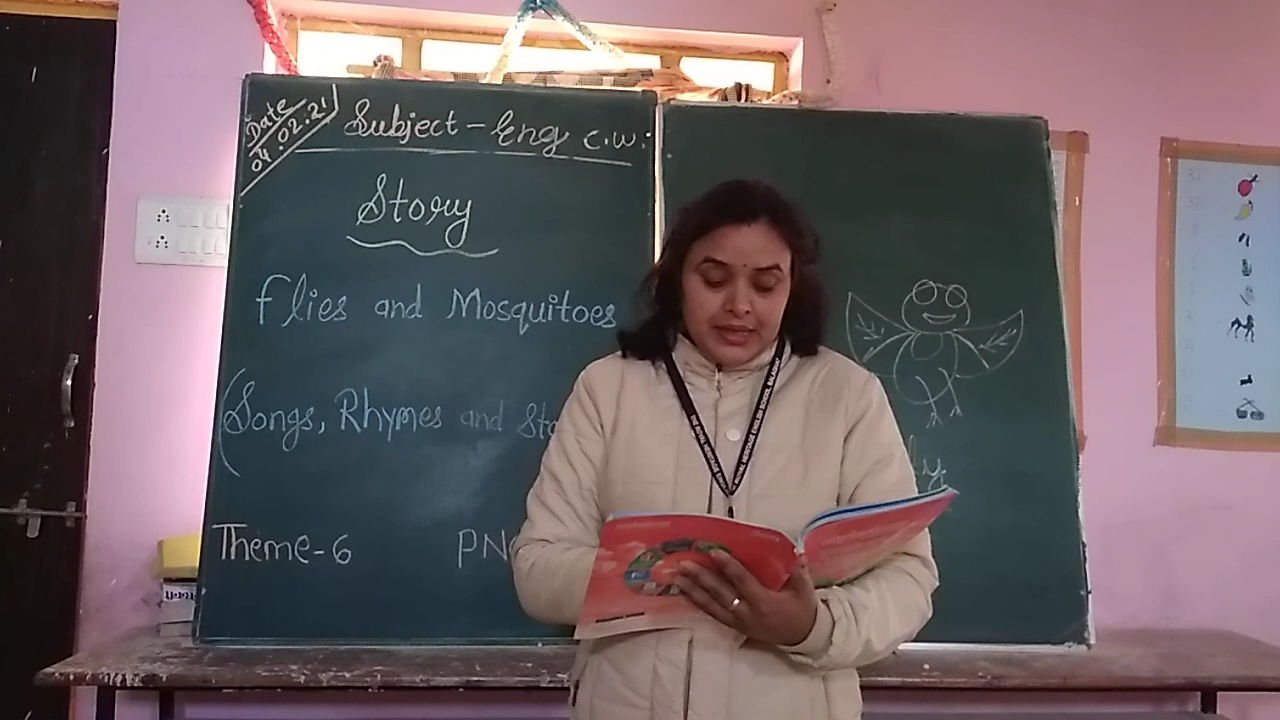 Date
04.02.21
Subject - Eng C.W:
Story
Flies and Mosquitoes
(Songs, Rhymes and
Theme-6